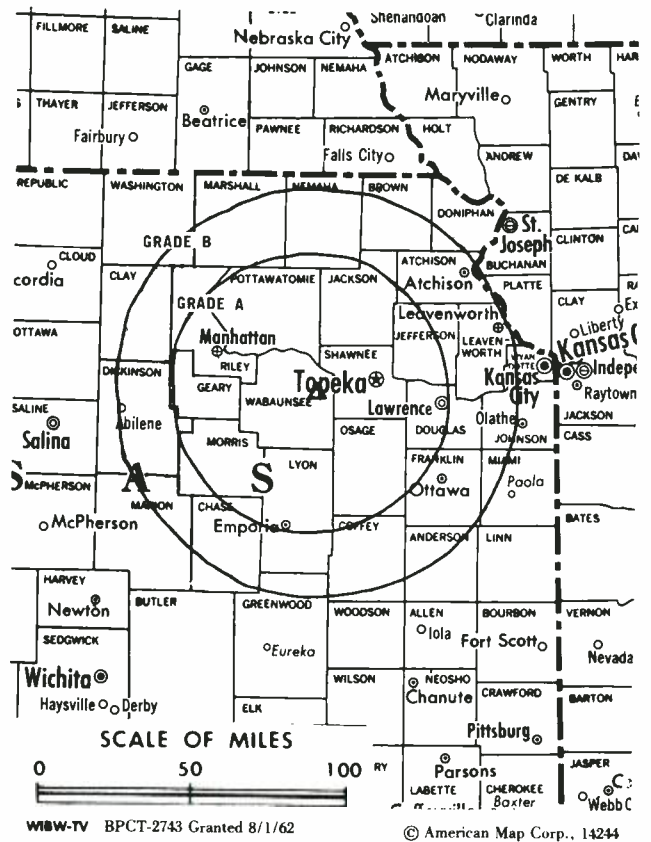 Shenandoah
Clarinda
FILLMORE SALINE
Nebraska City
ATCHISON NODAWAY WORTH HAR
GAGE JOHNSON NEMAHA
THAYER JEFFERSON
Maryville
GENTRY
Beatrice
Fairbury
PAWNEE RICHARDSON HOLT
Falls City
ANDREW
DE KALB
REPUBLIC WASHINGTON MARSHALL NEMAHA BROWN
DONIPHAN
St.
Joseph
CLINTON
GRADE B
CLOUD
cordia
CLAY
ATCHISON
BUCHANAN
POTTAWATOMIE JACKSON
Atchison
PLATTE
GRADE A
CLAY
Leavenworth
Liberty
OTTAWA
Manhattan
JEFFERSON
LEAVEN-
WORTH
WYAN
DOTTE
Kansas C
RILEY
SHAWNEE
DICKINSON
GEARY
Topeka
Kansas
City
Indepe
WABAUNSEE
Raytown
SALINE
Abilene
Lawrence
Olathe
JACKSON
Salina
MORRIS
OSAGE
DOUGLAS
JOHNSON
CASS
LYON
FRANKLIN
MIAMI
S A S
Paola
McPHERSON
Ottawa
MARION
CHASE
McPherson
Emporia
COFFEY
BATES
ANDERSON
LINN
HARVEY
Newton
BUTLER
GREENWOOD
WOODSON
ALLEN
BOURBON
VERNON
SEDGWICK
Iola
Fort Scott
Eureka
Nevada
Wichita
WILSON
NEOSHO
Chanute
CRAWFORD
BARTON
Haysville Derby
ELK
Pittsburg
SCALE OF MILES
0 50 100
RY
Parsons
JASPER
LABETTE
CHEROKEE
Baxter
Webb C
WIBW-TV BPCT-2743 Granted 8/1/62
© American Map Corp., 14244